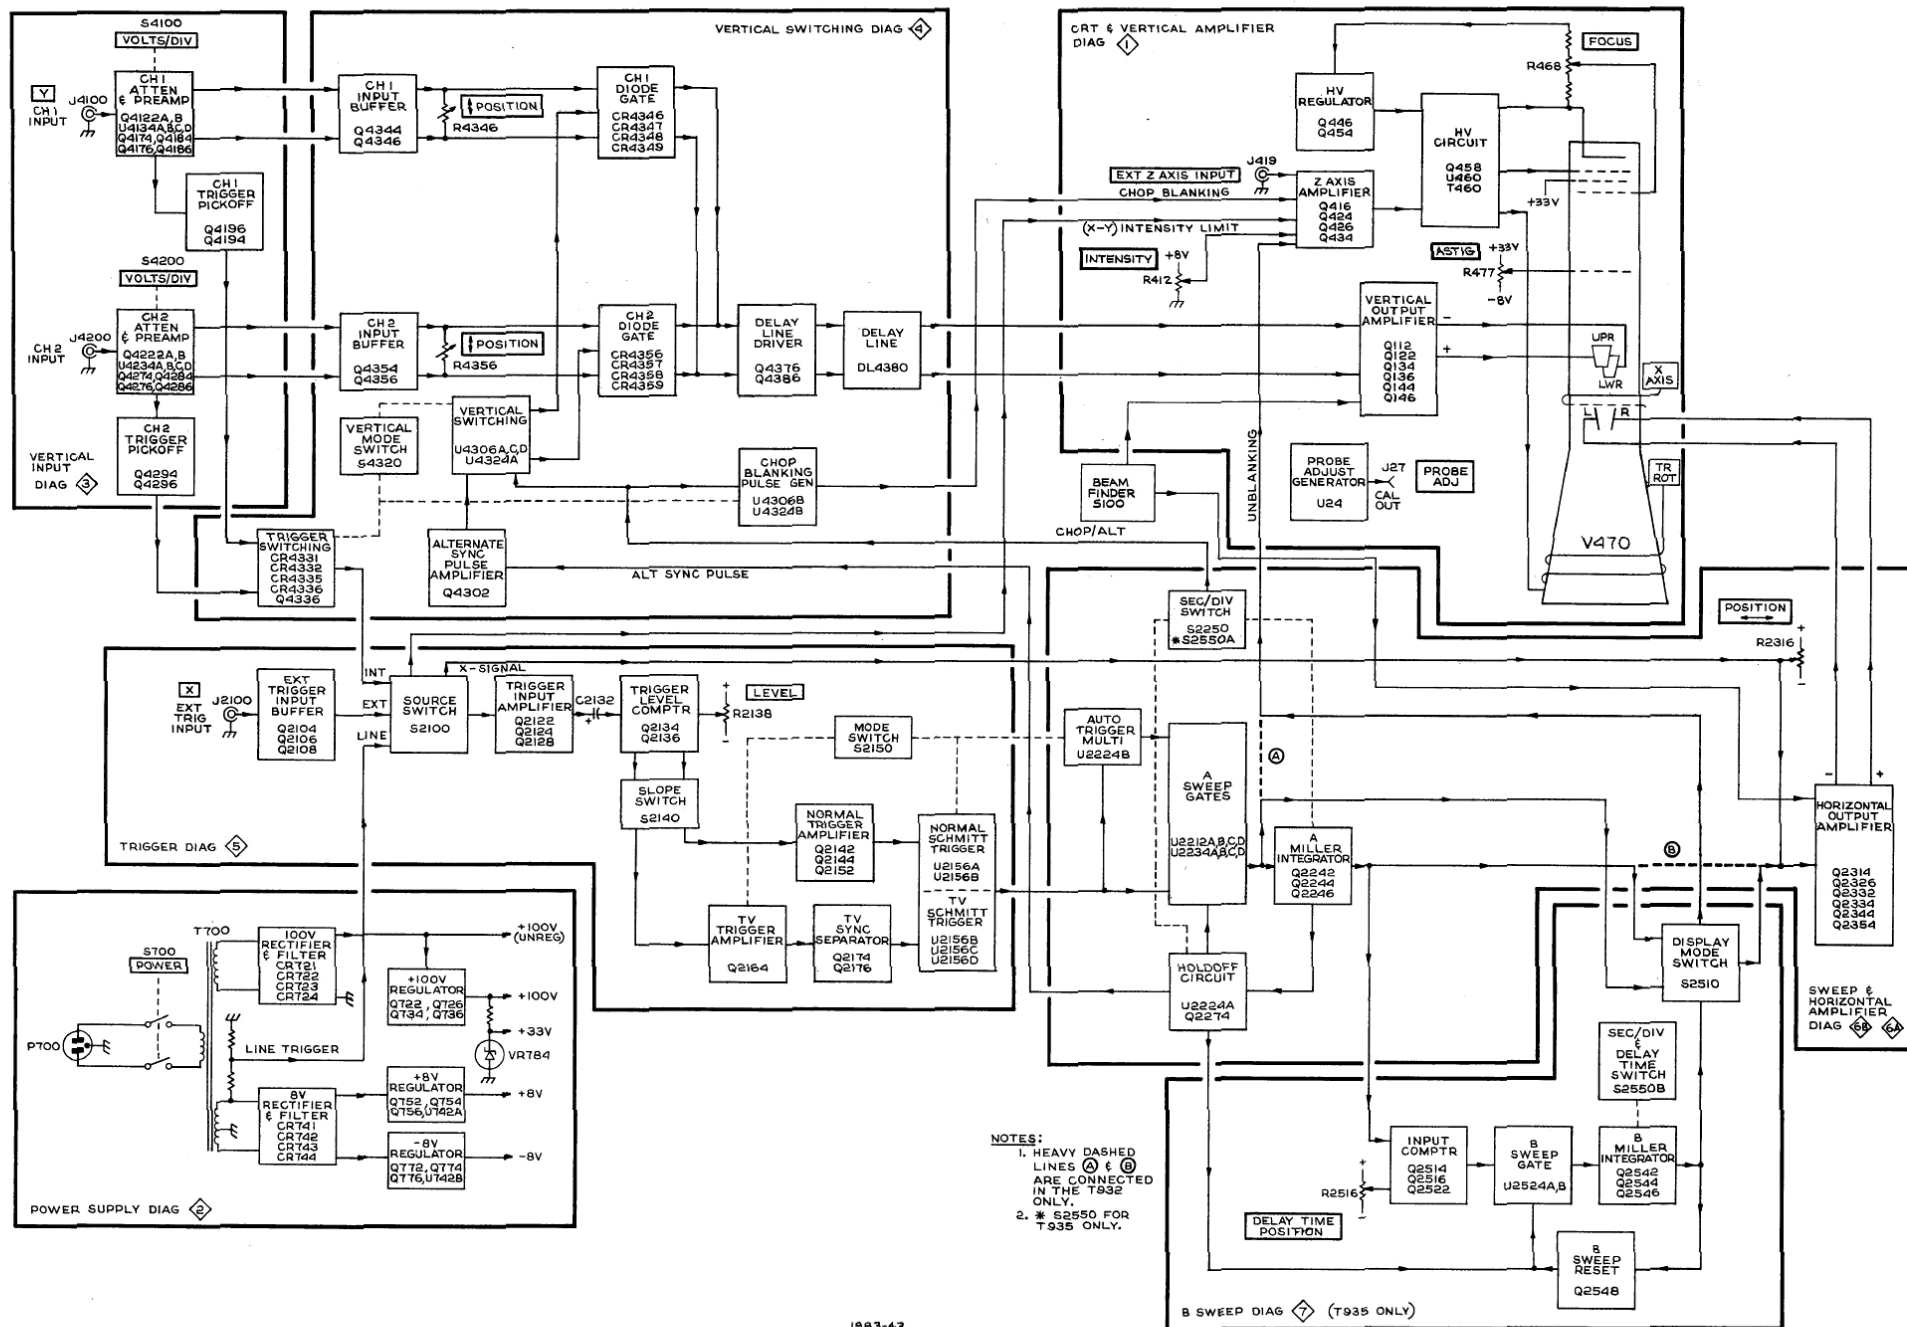 S4100
VOLTS/DIV
Y
CH 1
INPUT
J4100
CH 1
ATTEN
& PREAMP
Q4122A,B
U4134A,B,C,D
Q4174,Q4184
Q4176,Q4186
CH 1
TRIGGER
PICKOFF
Q4196
Q4194
S4200
VOLTS/DIV
CH 2
INPUT
J4200
CH 2
ATTEN
& PREAMP
Q4222A,B
U4234A,B,C,D
Q4274,Q4284
Q4276,Q4286
CH 2
TRIGGER
PICKOFF
Q4294
Q4296
VERTICAL
INPUT
DIAG 3
VERTICAL SWITCHING DIAG 4
CH 1
INPUT
BUFFER
Q4344
Q4346
↕POSITION
R4346
CH 1
DIODE
GATE
CR4346
CR4347
CR4348
CR4349
CH 2
INPUT
BUFFER
Q4354
Q4356
↕POSITION
R4356
CH 2
DIODE
GATE
CR4356
CR4357
CR4358
CR4359
DELAY
LINE
DRIVER
Q4376
Q4386
DELAY
LINE
DL4380
VERTICAL
MODE
SWITCH
S4320
VERTICAL
SWITCHING
U4306A,C,D
U4324A
CHOP
BLANKING
PULSE GEN
U4306B
U4324B
TRIGGER
SWITCHING
CR4331
CR4332
CR4335
CR4336
Q4336
ALTERNATE
SYNC
PULSE
AMPLIFIER
Q4302
ALT SYNC PULSE
CHOP/ALT
CRT & VERTICAL AMPLIFIER
DIAG 1
FOCUS
R468
HV
REGULATOR
Q446
Q454
HV
CIRCUIT
Q458
U460
T460
J419
EXT Z AXIS INPUT
CHOP BLANKING
(X-Y) INTENSITY LIMIT
Z AXIS
AMPLIFIER
Q416
Q424
Q426
Q434
+33V
INTENSITY
+8V
R412
ASTIG
+33V
R477
-8V
VERTICAL
OUTPUT
AMPLIFIER
Q112
Q122
Q134
Q136
Q144
Q146
-
+
UPR
LWR
X
AXIS
L R
TR
ROT
V470
BEAM
FINDER
S100
UNBLANKING
PROBE
ADJUST
GENERATOR
U24
J27
CAL
OUT
PROBE
ADJ
X
EXT
TRIG
INPUT
J2100
EXT
TRIGGER
INPUT
BUFFER
Q2104
Q2106
Q2108
INT
EXT
LINE
SOURCE
SWITCH
S2100
X-SIGNAL
TRIGGER
INPUT
AMPLIFIER
Q2122
Q2124
Q2128
C2132
+
TRIGGER
LEVEL
COMPTR
Q2134
Q2136
LEVEL
+
R2138
-
SLOPE
SWITCH
S2140
MODE
SWITCH
S2150
NORMAL
TRIGGER
AMPLIFIER
Q2142
Q2144
Q2152
NORMAL
SCHMITT
TRIGGER
U2156A
U2156B
TV
SCHMITT
TRIGGER
U2156B
U2156C
U2156D
TV
TRIGGER
AMPLIFIER
Q2164
TV
SYNC
SEPARATOR
Q2174
Q2176
TRIGGER DIAG 5
SEC/DIV
SWITCH
S2250
*S2550A
AUTO
TRIGGER
MULTI
U2224B
A
SWEEP
GATES
U2212A,B,C,D
U2234A,B,C,D
A
A
MILLER
INTEGRATOR
Q2242
Q2244
Q2246
HOLDOFF
CIRCUIT
U2224A
Q2274
B
POSITION
↔
+
R2316
-
- +
HORIZONTAL
OUTPUT
AMPLIFIER
Q2314
Q2326
Q2332
Q2334
Q2344
Q2354
DISPLAY
MODE
SWITCH
S2510
SWEEP &
HORIZONTAL
AMPLIFIER
DIAG 6B 6A
S700
POWER
P700
T700
100V
RECTIFIER
& FILTER
CR721
CR722
CR723
CR724
+100V
(UNREG)
+100V
REGULATOR
Q722, Q726
Q734, Q736
+100V
+33V
VR784
LINE TRIGGER
8V
RECTIFIER
& FILTER
CR741
CR742
CR743
CR744
+8V
REGULATOR
Q752, Q754
Q756,U742A
+8V
-8V
REGULATOR
Q772, Q774
Q776,U742B
-8V
POWER SUPPLY DIAG 2
NOTES:
1. HEAVY DASHED
LINES A & B
ARE CONNECTED
IN THE T932
ONLY.
2. * S2550 FOR
T935 ONLY.
SEC/DIV
&
DELAY
TIME
SWITCH
S2550B
INPUT
COMPTR
Q2514
Q2516
Q2522
+
R2516
-
DELAY TIME
POSITION
B
SWEEP
GATE
U2524A,B
B
MILLER
INTEGRATOR
Q2542
Q2544
Q2546
B
SWEEP
RESET
Q2548
B SWEEP DIAG 7 (T935 ONLY)
1983-43